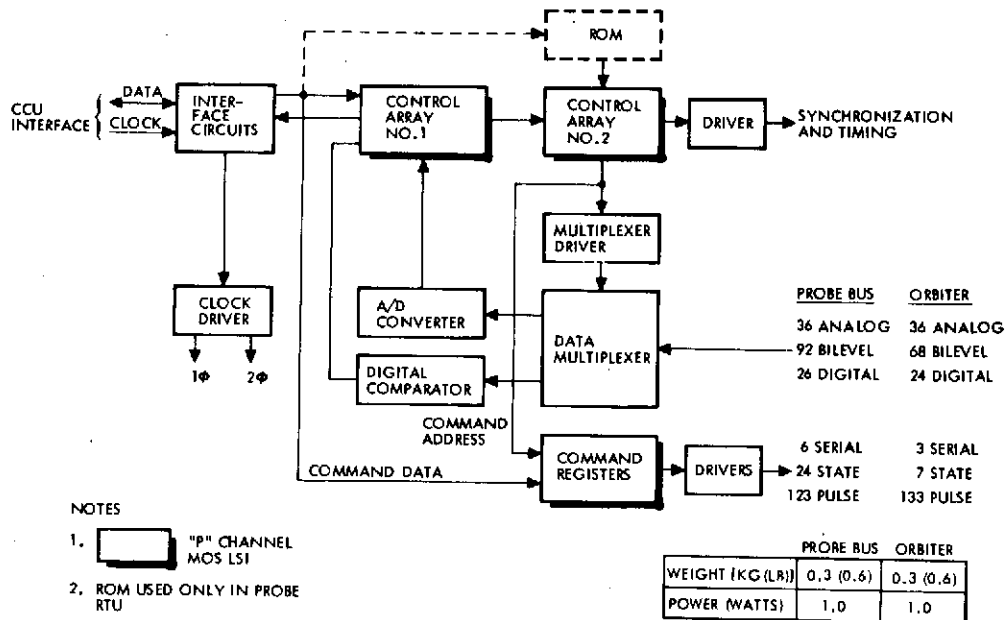 ROM
CCU
INTERFACE
DATA
CLOCK
INTER-
FACE
CIRCUITS
CONTROL
ARRAY
NO.1
CONTROL
ARRAY
NO.2
DRIVER
SYNCHRONIZATION
AND TIMING
MULTIPLEXER
DRIVER
CLOCK
DRIVER
1Φ 2Φ
A/D
CONVERTER
DIGITAL
COMPARATOR
DATA
MULTIPLEXER
PROBE BUS ORBITER
36 ANALOG 36 ANALOG
92 BILEVEL 68 BILEVEL
26 DIGITAL 24 DIGITAL
COMMAND
ADDRESS
COMMAND DATA
COMMAND
REGISTERS
DRIVERS
6 SERIAL 3 SERIAL
24 STATE 7 STATE
123 PULSE 133 PULSE
NOTES
1. "P" CHANNEL
MOS LSI
2. ROM USED ONLY IN PROBE
RTU
PROBE BUS ORBITER
WEIGHT (KG (LB)) 0.3 (0.6) 0.3 (0.6)
POWER (WATTS) 1.0 1.0